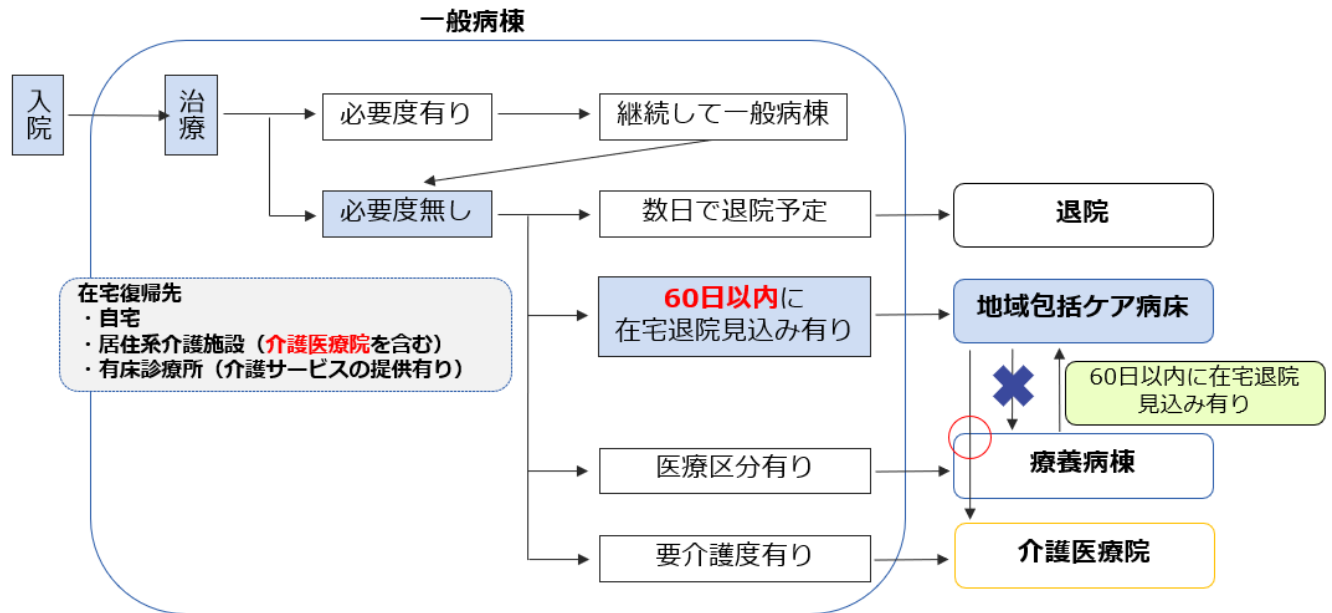 一般病棟
入院
治療
必要度有り
継続して一般病棟
必要度無し
数日で退院予定
退院
在宅復帰先
・自宅
・居住系介護施設（介護医療院を含む）
・有床診療所（介護サービスの提供有り）
60日以内に
在宅退院見込み有り
地域包括ケア病床
60日以内に在宅退院
見込み有り
医療区分有り
療養病棟
要介護度有り
介護医療院